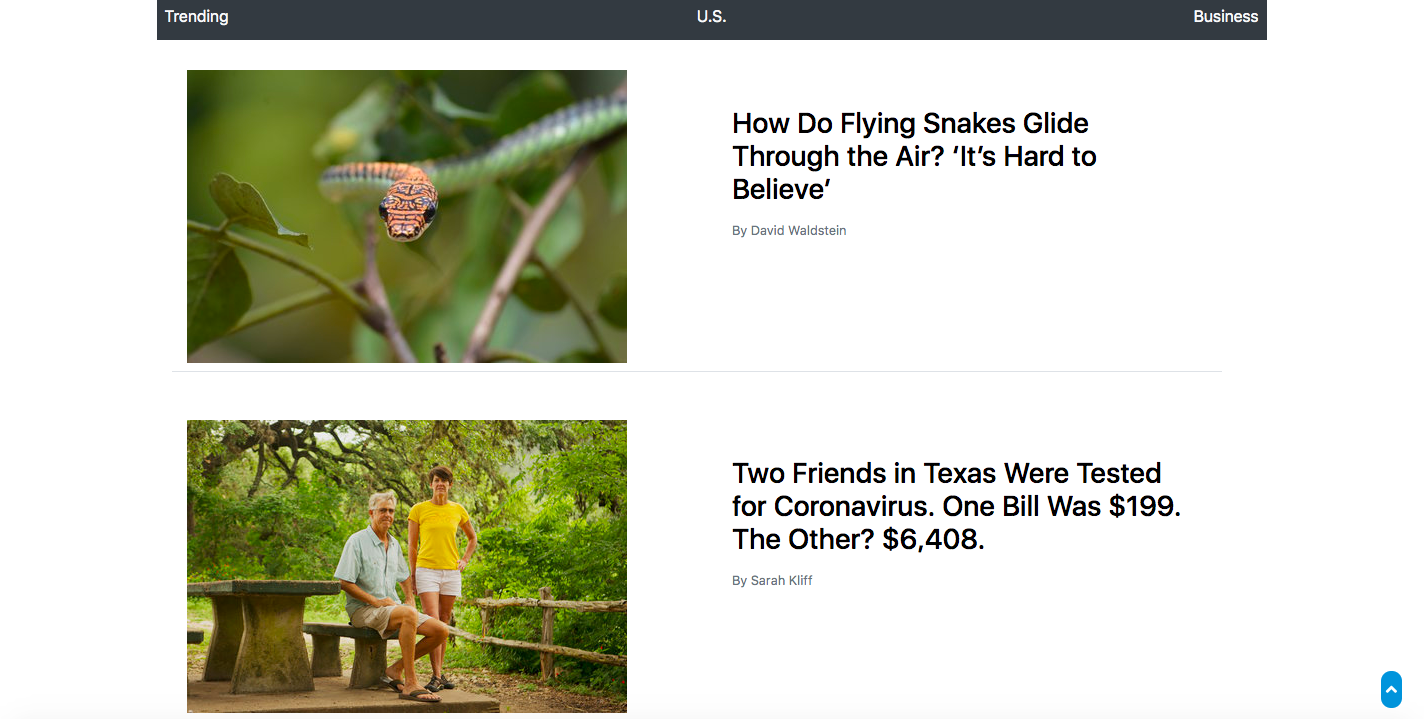 Trending U.S. Business
How Do Flying Snakes Glide
Through the Air? ‘It’s Hard to
Believe’
By David Waldstein
Two Friends in Texas Were Tested
for Coronavirus. One Bill Was $199.
The Other? $6,408.
By Sarah Kliff